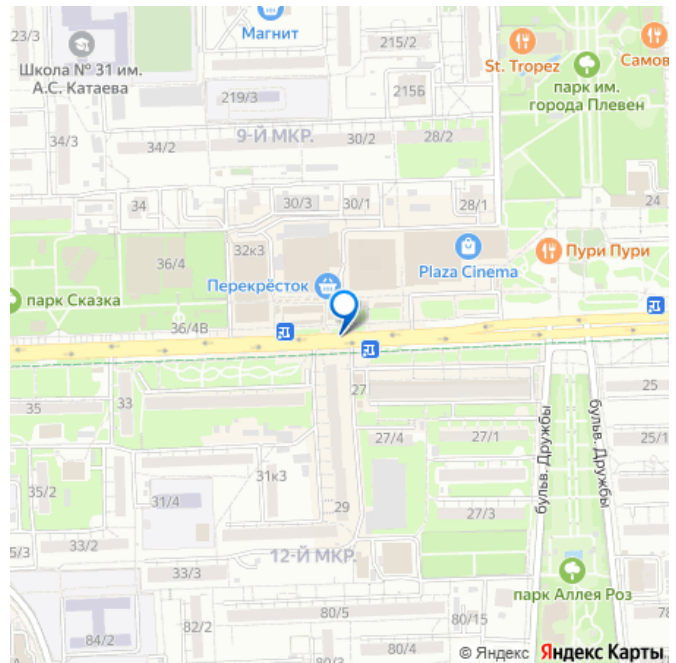 23/3
Магнит
215/2
Школа № 31 им.
А.С. Катаева
St. Tropez
Самов
парк им.
города Плевен
219/3
215б
34/3
34/2
9-Й МКР.
30/2
28/2
34
30/3
30/1
28/1
24
36/4
32к3
Plaza Cinema
Пури Пури
Перекрёсток
парк Сказка
36/4В
35
33
27
25
27/4
27/1
25/1
бульв. Дружбы
бульв. Дружбы
35/2
31/4
31к3
29
27/3
5/3
33/2
12-Й МКР.
33/3
парк Аллея Роз
84/2
82/2
80/5
80/4
80/15
78
© Яндекс Яндекс Карты